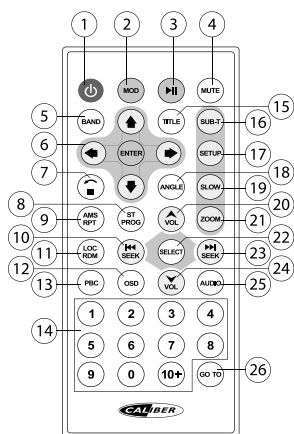 1 2 3 4
MOD MUTE
5 BAND TITLE SUB-T 15
16
6 ENTER SETUP 17
7 ANGLE 18
SLOW 19
8 AMS RPT ST PROG VOL ZOOM 20
9 21
10 LOC RDM SEEK SELECT SEEK 22
11 23
12 24
13 PBC OSD VOL AUDIO 25
14 1 2 3 4
5 6 7 8
9 0 10+ GO TO 26
CALIBER